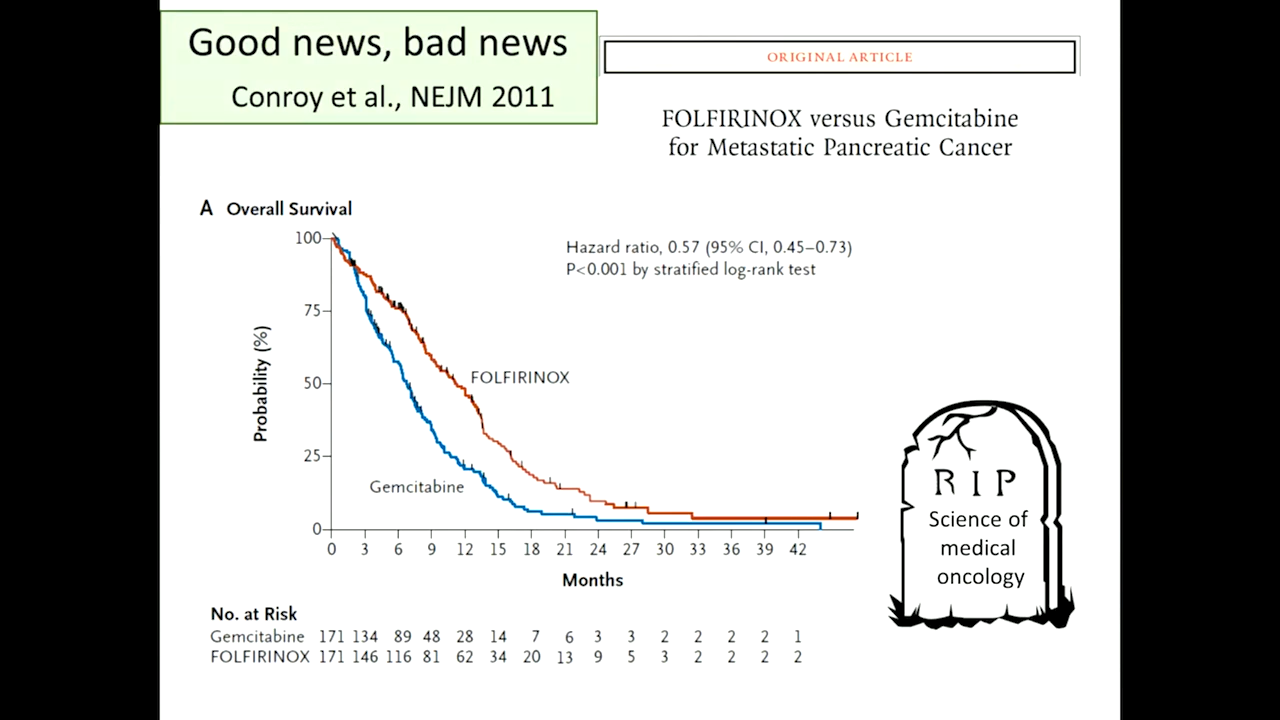 Good news, bad news
Conroy et al., NEJM 2011
ORIGINAL ARTICLE
FOLFIRINOX versus Gemcitabine
for Metastatic Pancreatic Cancer
A Overall Survival
Hazard ratio, 0.57 (95% CI, 0.45–0.73)
P<0.001 by stratified log-rank test
Probability (%)
100
75
50
25
0
FOLFIRINOX
Gemcitabine
0 3 6 9 12 15 18 21 24 27 30 33 36 39 42
Months
No. at Risk
Gemcitabine 171 134 89 48 28 14 7 6 3 3 2 2 2 2 1
FOLFIRINOX 171 146 116 81 62 34 20 13 9 5 3 2 2 2 2
R I P
Science of
medical
oncology